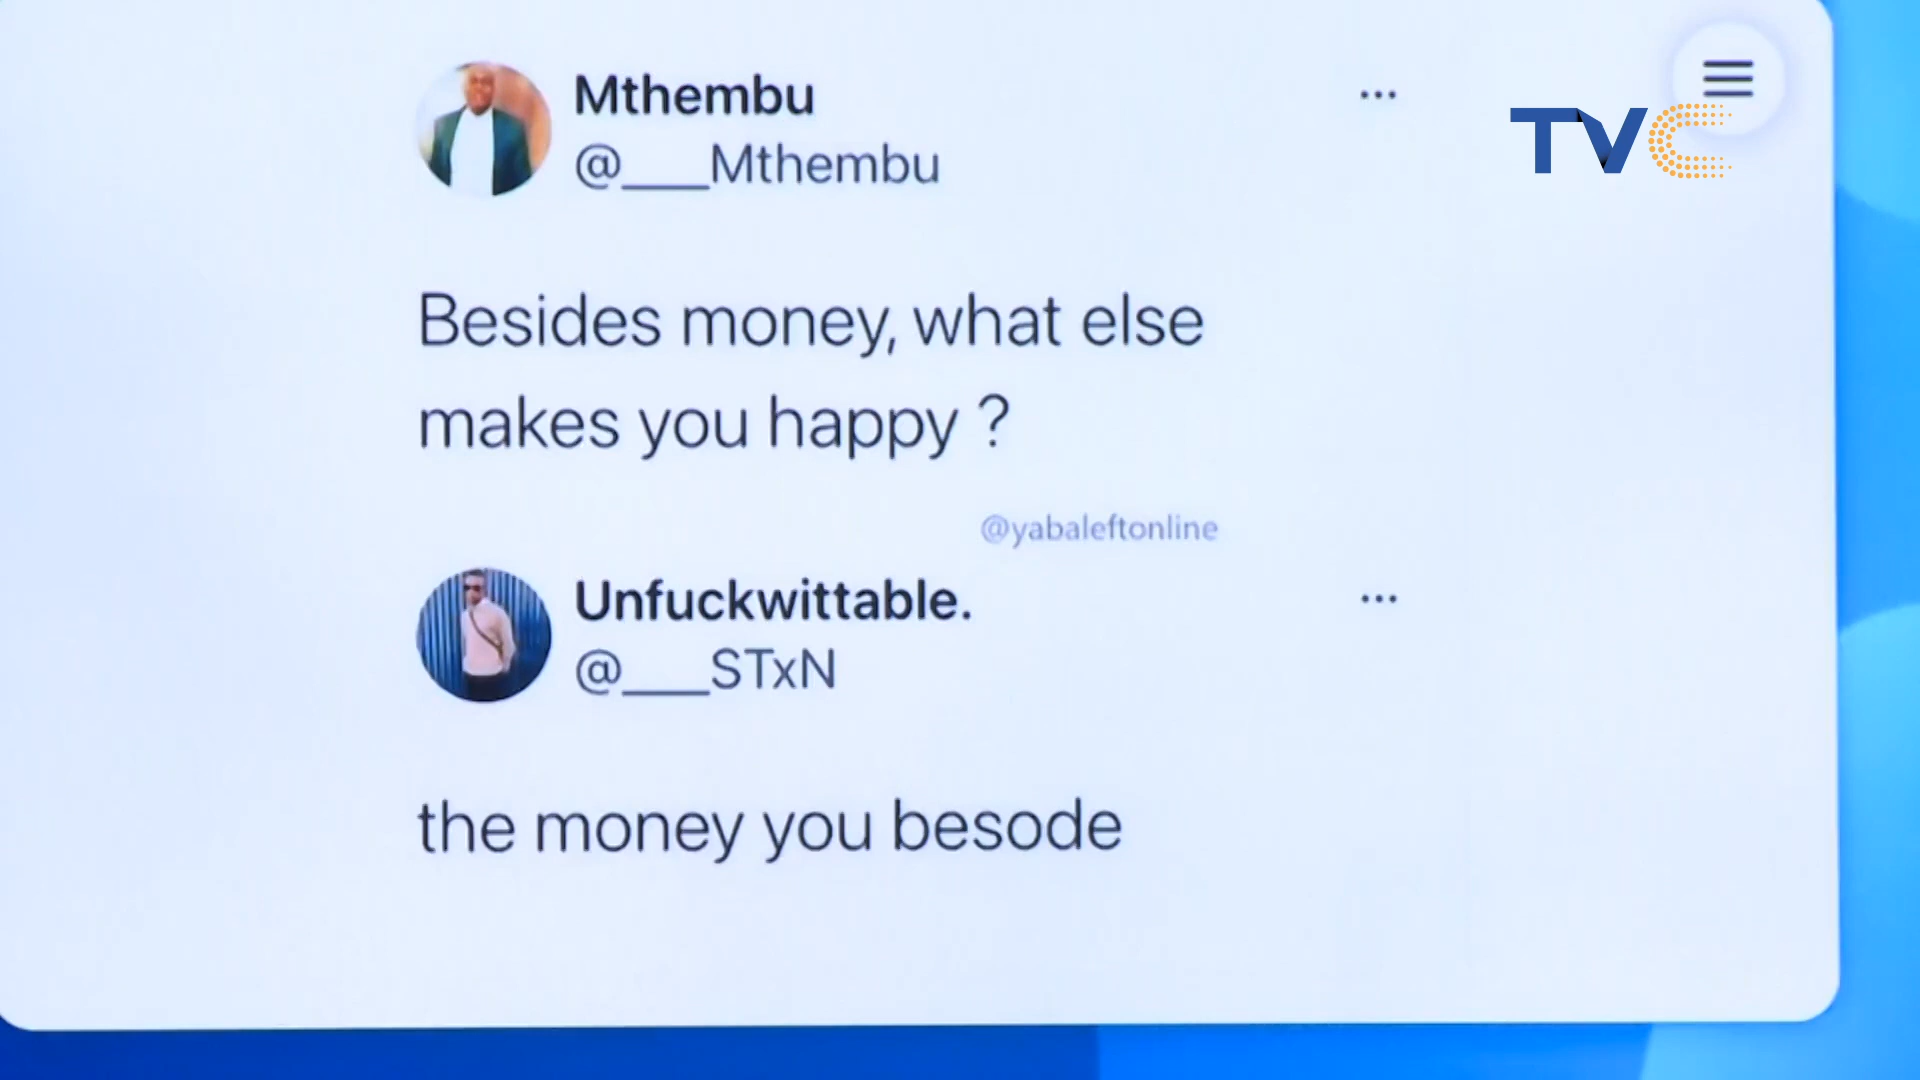 Mthembu
@___Mthembu
...
TVC
Besides money, what else
makes you happy ?
@yabaleftonline
Unfuckwittable.
@___STxN
...
the money you besode